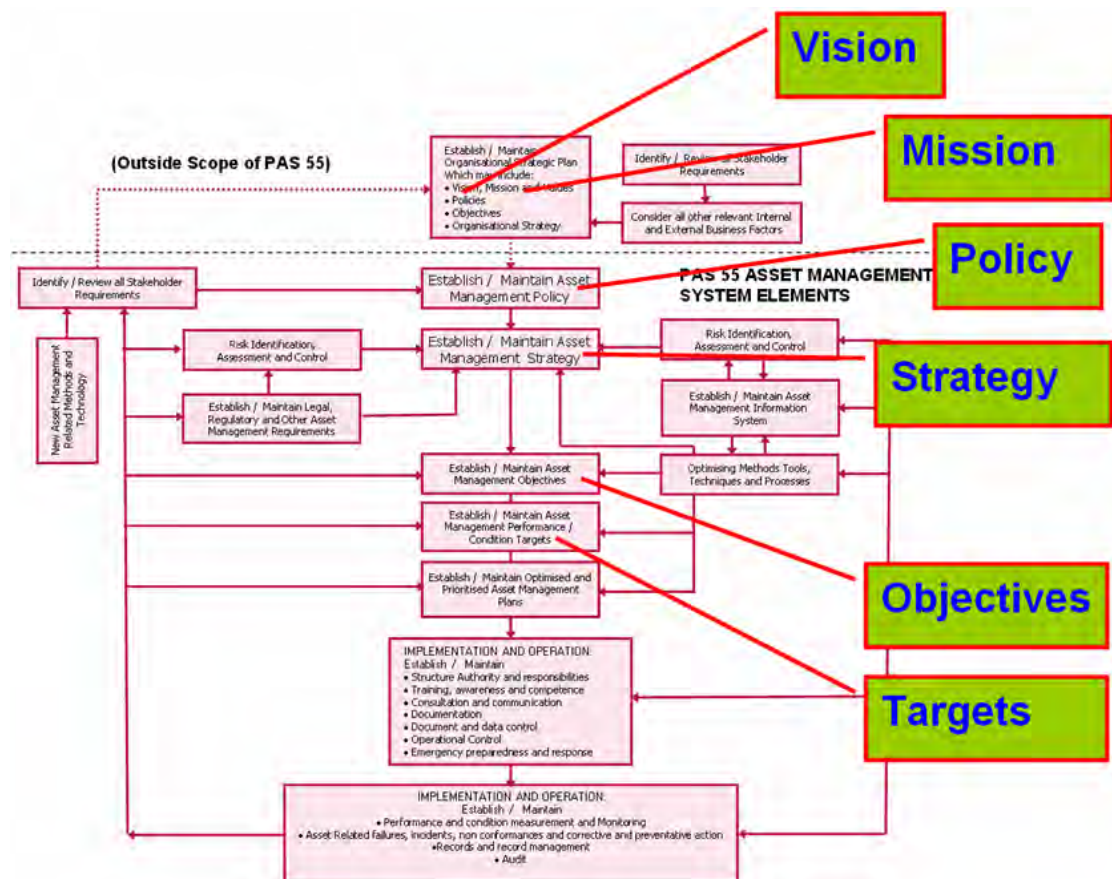 Vision
Mission
(Outside Scope of PAS 55)
Establish / Maintain
Organisational Strategic Plan
Which may include:
• Vision, Mission and Values
• Policies
• Objectives
• Organisational Strategy
Identify / Review all Stakeholder
Requirements
Consider all other relevant Internal
and External Business Factors
Policy
PAS 55 ASSET MANAGEMENT
SYSTEM ELEMENTS
Identify / Review all Stakeholder
Requirements
Establish / Maintain Asset
Management Policy
New Asset Management
Related Methods and
Technology
Risk Identification,
Assessment and Control
Establish / Maintain Asset
Management Strategy
Risk Identification,
Assessment and Control
Strategy
Establish / Maintain Legal,
Regulatory and Other Asset
Management Requirements
Establish / Maintain Asset
Management Information
System
Establish / Maintain Asset
Management Objectives
Optimising Methods Tools,
Techniques and Processes
Establish / Maintain Asset
Management Performance /
Condition Targets
Establish / Maintain Optimised and
Prioritised Asset Management
Plans
Objectives
IMPLEMENTATION AND OPERATION:
Establish / Maintain
• Structure Authority and responsibilities
• Training, awareness and competence
• Consultation and communication
• Documentation
• Document and data control
• Operational Control
• Emergency preparedness and response
Targets
IMPLEMENTATION AND OPERATION:
Establish / Maintain
• Performance and condition measurement and Monitoring
• Asset Related failures, incidents, non conformances and corrective and preventative action
•Records and record management
• Audit